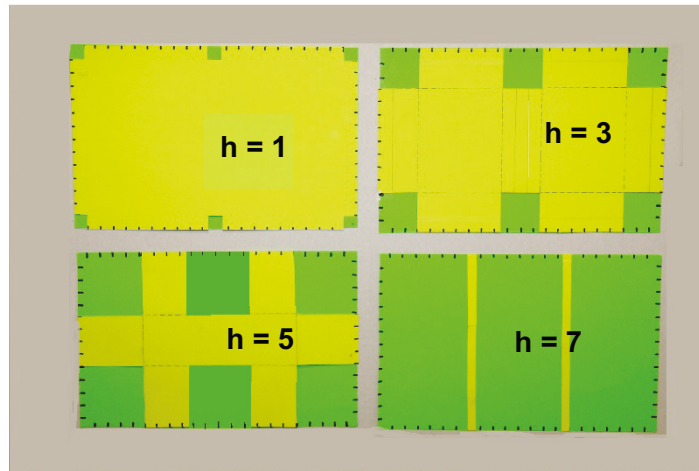 h = 1
h = 3
h = 5
h = 7